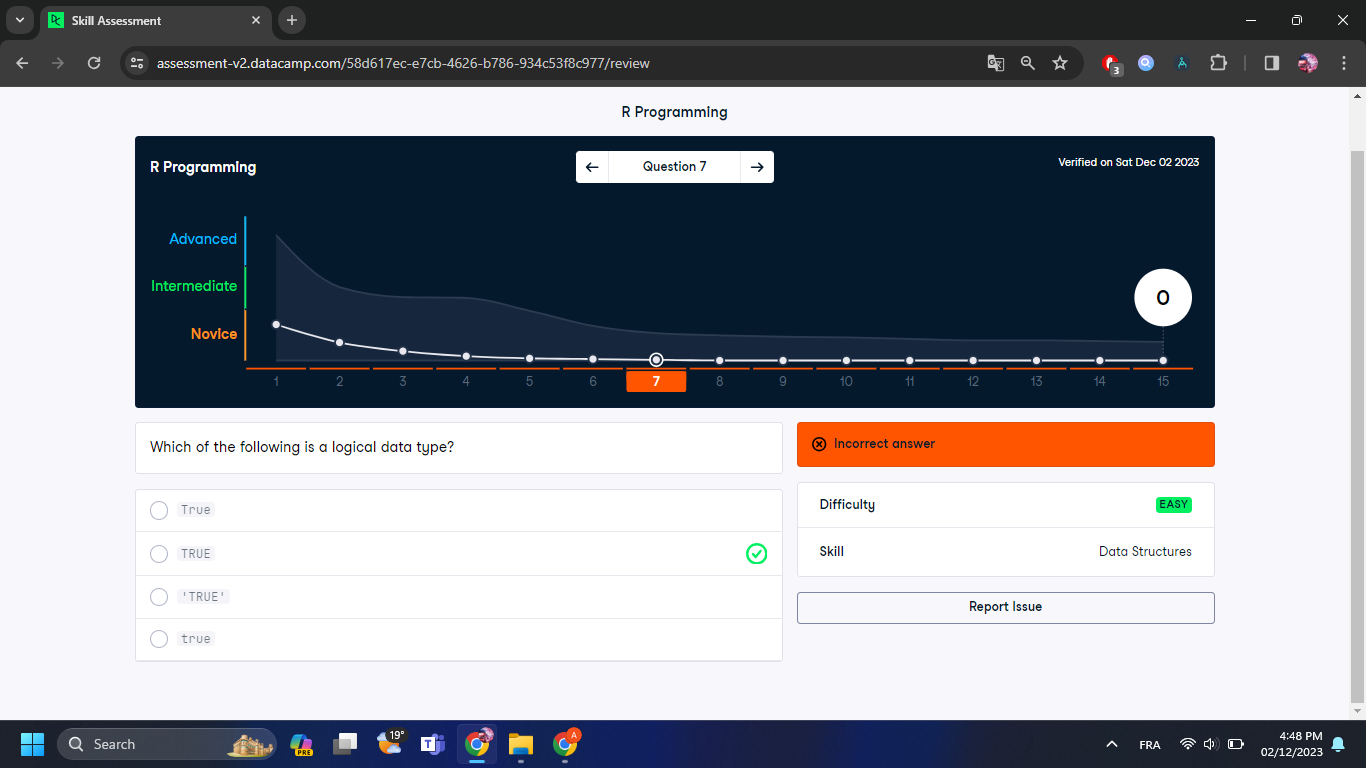 Skill Assessment
assessment-v2.datacamp.com/58d617ec-e7cb-4626-b786-934c53f8c977/review
3
R Programming
R Programming
Question 7
Verified on Sat Dec 02 2023
Advanced
Intermediate
Novice
0
1 2 3 4 5 6 7 8 9 10 11 12 13 14 15
Which of the following is a logical data type?
Incorrect answer
True
TRUE
'TRUE'
true
Difficulty
EASY
Skill
Data Structures
Report Issue
Search
PRE
19°
A
FRA
4:48 PM
02/12/2023